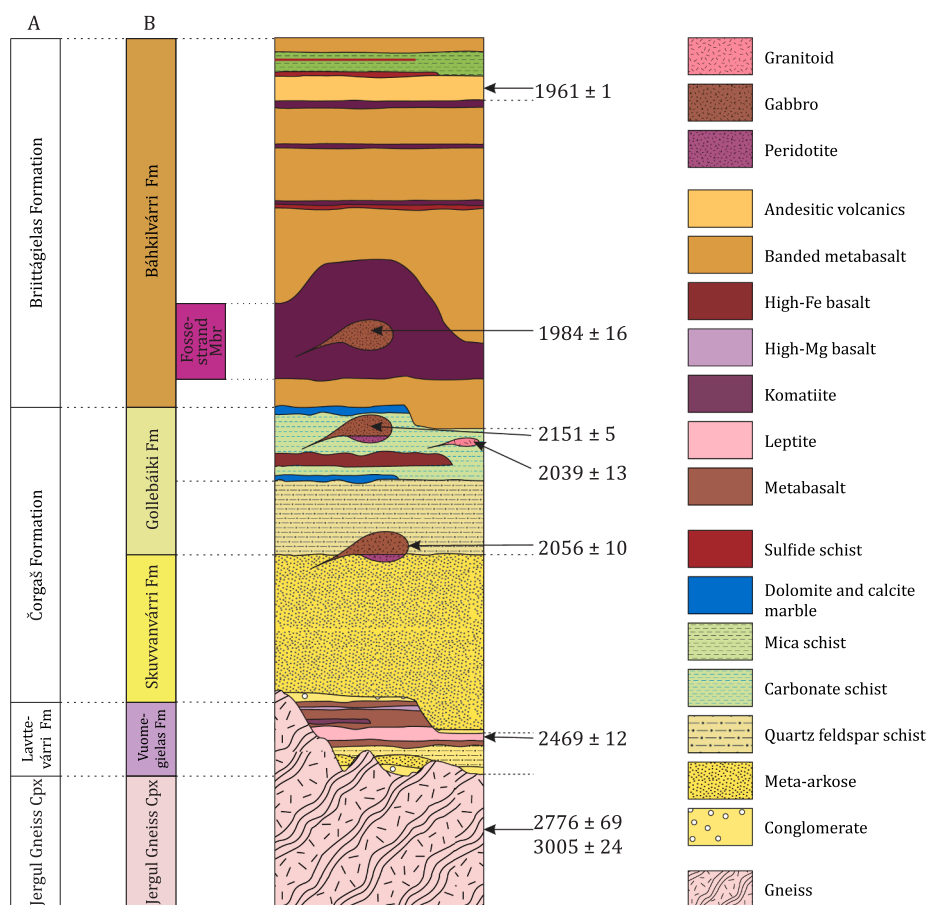 A
B
Briittágielas Formation
Čorgaš Formation
Lavtte-
várri Fm
Jergul Gneiss Cpx
Báhkilvárri Fm
Fosse-
strand
Mbr
Gollebáiki Fm
Skuvvanvárri Fm
Vuome-
gielas Fm
Jergul Gneiss Cpx
1961 ± 1
1984 ± 16
2151 ± 5
2039 ± 13
2056 ± 10
2469 ± 12
2776 ± 69
3005 ± 24
Granitoid
Gabbro
Peridotite
Andesitic volcanics
Banded metabasalt
High-Fe basalt
High-Mg basalt
Komatiite
Leptite
Metabasalt
Sulfide schist
Dolomite and calcite
marble
Mica schist
Carbonate schist
Quartz feldspar schist
Meta-arkose
Conglomerate
Gneiss